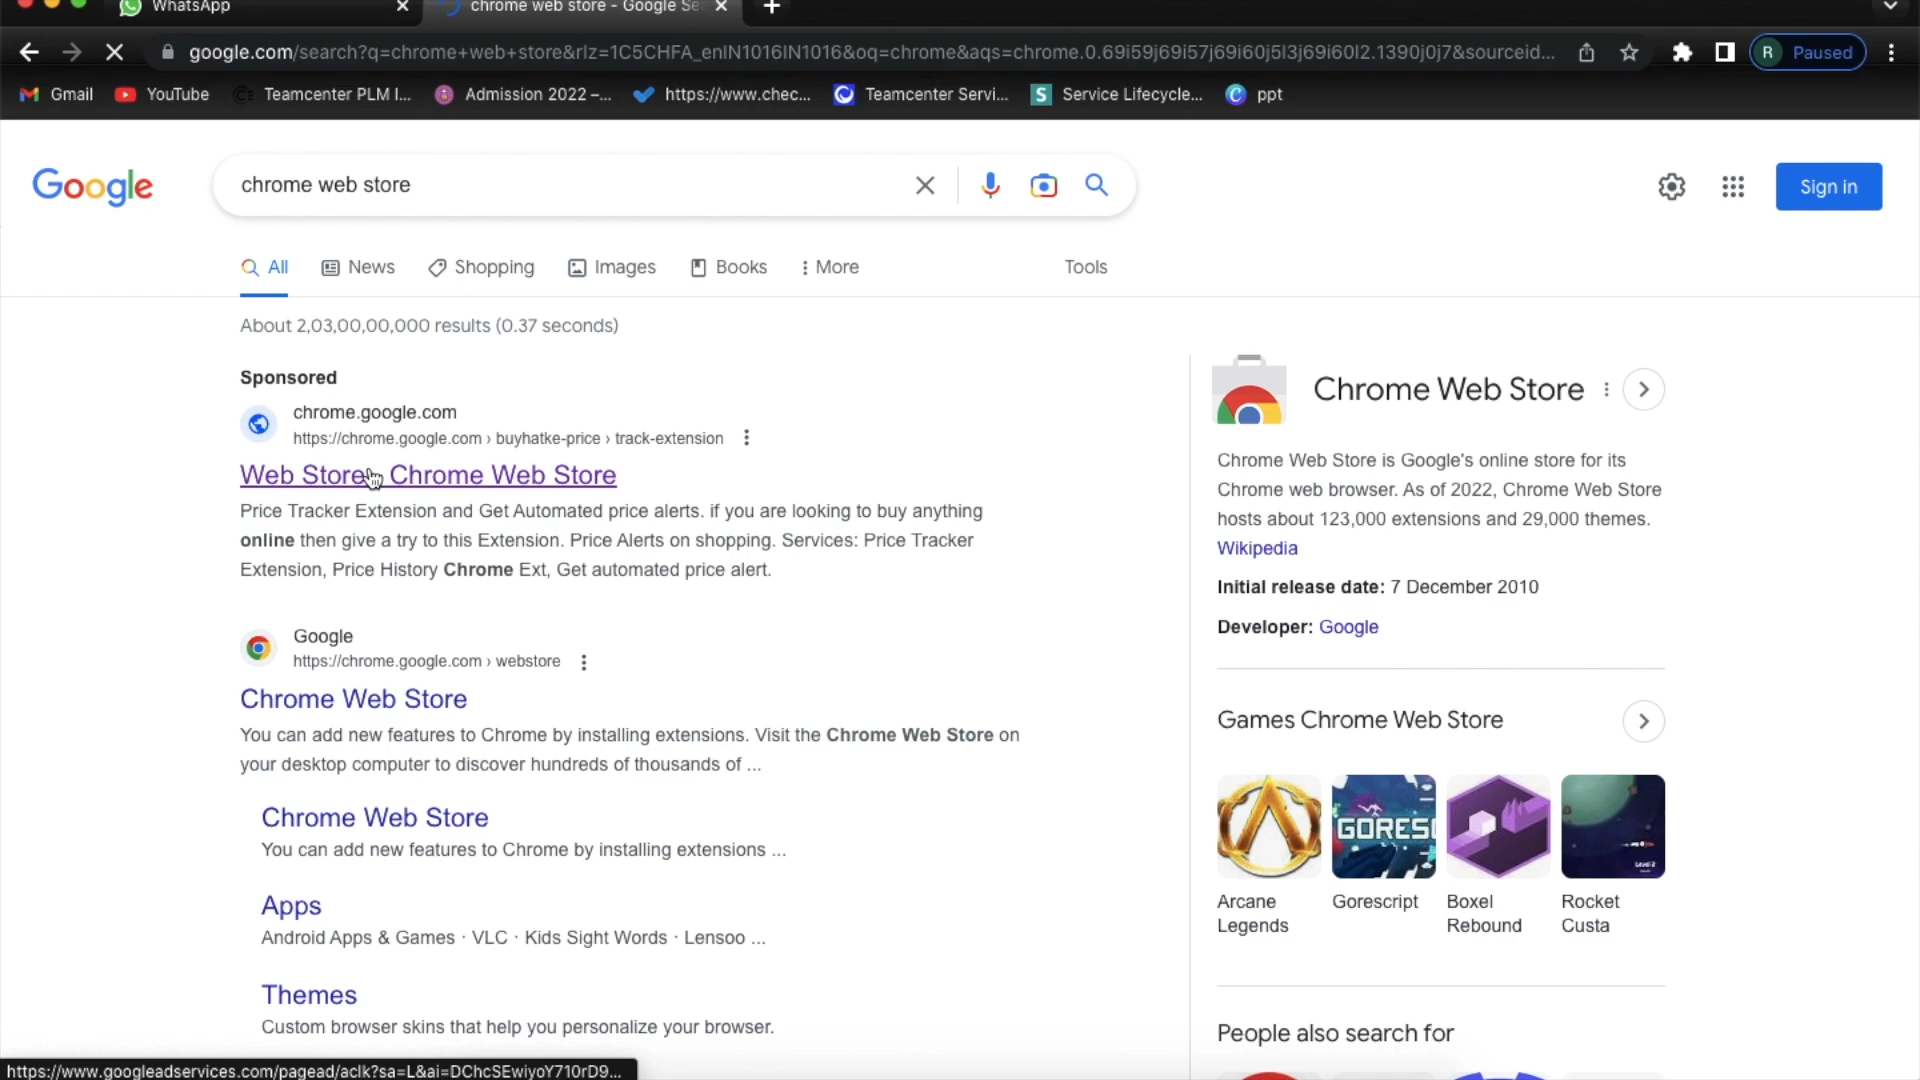 WhatsApp
chrome web store - Google Se
google.com/search?q=chrome+web+store&rlz=1C5CHFA_enIN1016IN1016&oq=chrome&aqs=chrome.0.69i59j69i57j69i60j5l3j69i60l2.1390j0j7&sourceid...
R Paused
Gmail YouTube Teamcenter PLM I... Admission 2022 –... https://www.chec... Teamcenter Servi... Service Lifecycle... ppt
Google
chrome web store
Sign in
All News Shopping Images Books More Tools
About 2,03,00,00,000 results (0.37 seconds)
Sponsored
chrome.google.com
https://chrome.google.com › buyhatke-price › track-extension
Web Store - Chrome Web Store
Price Tracker Extension and Get Automated price alerts. if you are looking to buy anything
online then give a try to this Extension. Price Alerts on shopping. Services: Price Tracker
Extension, Price History Chrome Ext, Get automated price alert.
Google
https://chrome.google.com › webstore
Chrome Web Store
You can add new features to Chrome by installing extensions. Visit the Chrome Web Store on
your desktop computer to discover hundreds of thousands of ...
Chrome Web Store
You can add new features to Chrome by installing extensions ...
Apps
Android Apps & Games · VLC · Kids Sight Words · Lensoo ...
Themes
Custom browser skins that help you personalize your browser.
Chrome Web Store
Chrome Web Store is Google's online store for its
Chrome web browser. As of 2022, Chrome Web Store
hosts about 123,000 extensions and 29,000 themes.
Wikipedia
Initial release date: 7 December 2010
Developer: Google
Games Chrome Web Store
GORESC
Level 2
Arcane
Legends
Gorescript
Boxel
Rebound
Rocket
Custa
People also search for
https://www.googleadservices.com/pagead/aclk?sa=L&ai=DChcSEwiyoY710rD9...